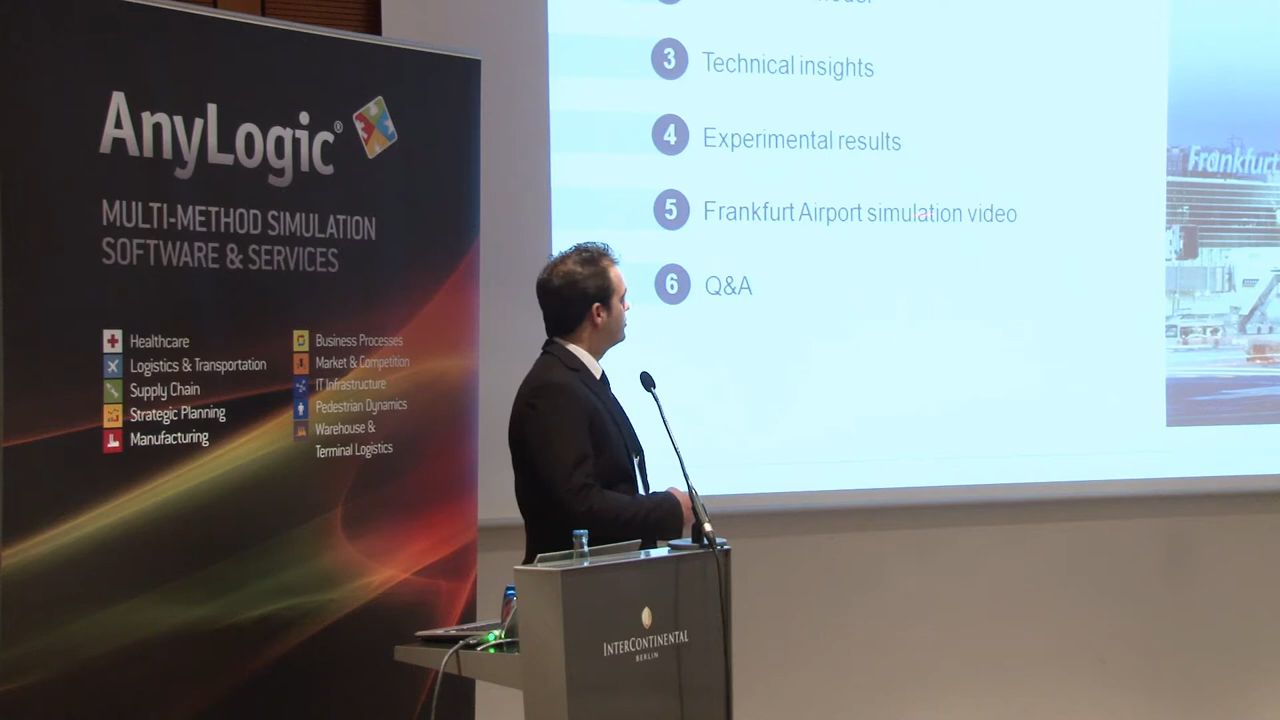 AnyLogic®
MULTI-METHOD SIMULATION
SOFTWARE & SERVICES
Healthcare
Logistics & Transportation
Supply Chain
Strategic Planning
Manufacturing
Business Processes
Market & Competition
IT Infrastructure
Pedestrian Dynamics
Warehouse &
Terminal Logistics
3 Technical insights
4 Experimental results
5 Frankfurt Airport simulation video
6 Q&A
Frankfurt
INTERCONTINENTAL
BERLIN